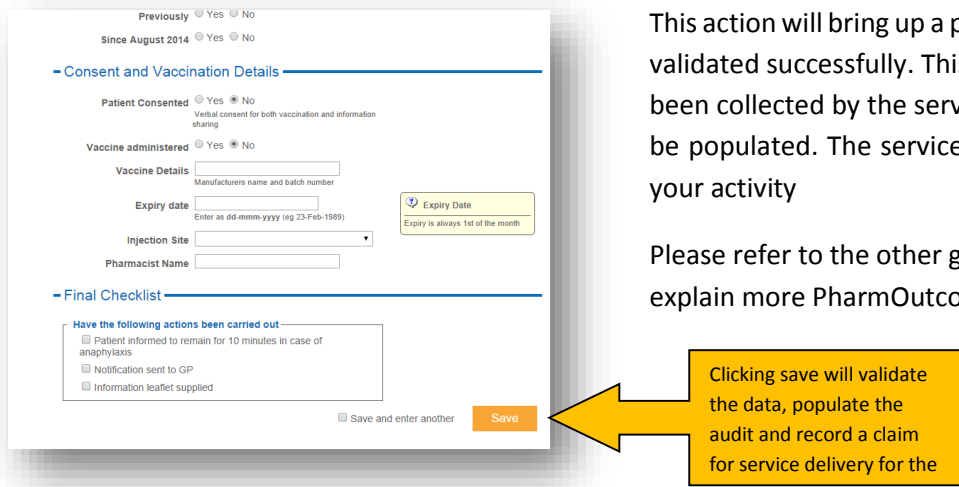 Previously Yes No
Since August 2014 Yes No
Consent and Vaccination Details
Patient Consented Yes No
Verbal consent for both vaccination and information
sharing
Vaccine administered Yes No
Vaccine Details
Manufacturers name and batch number
Expiry date
Enter as dd-mmm-yyyy (eg 23-Feb-1989)
Expiry Date
Expiry is always 1st of the month
Injection Site
Pharmacist Name
Final Checklist
Have the following actions been carried out
Patient informed to remain for 10 minutes in case of
anaphylaxis
Notification sent to GP
Information leaflet supplied
Save and enter another Save
This action will bring up a
validated successfully. This
been collected by the
be populated. The service
your activity
Please refer to the other
explain more
Clicking save will validate
the data, populate the
audit and record a claim
for service delivery for the